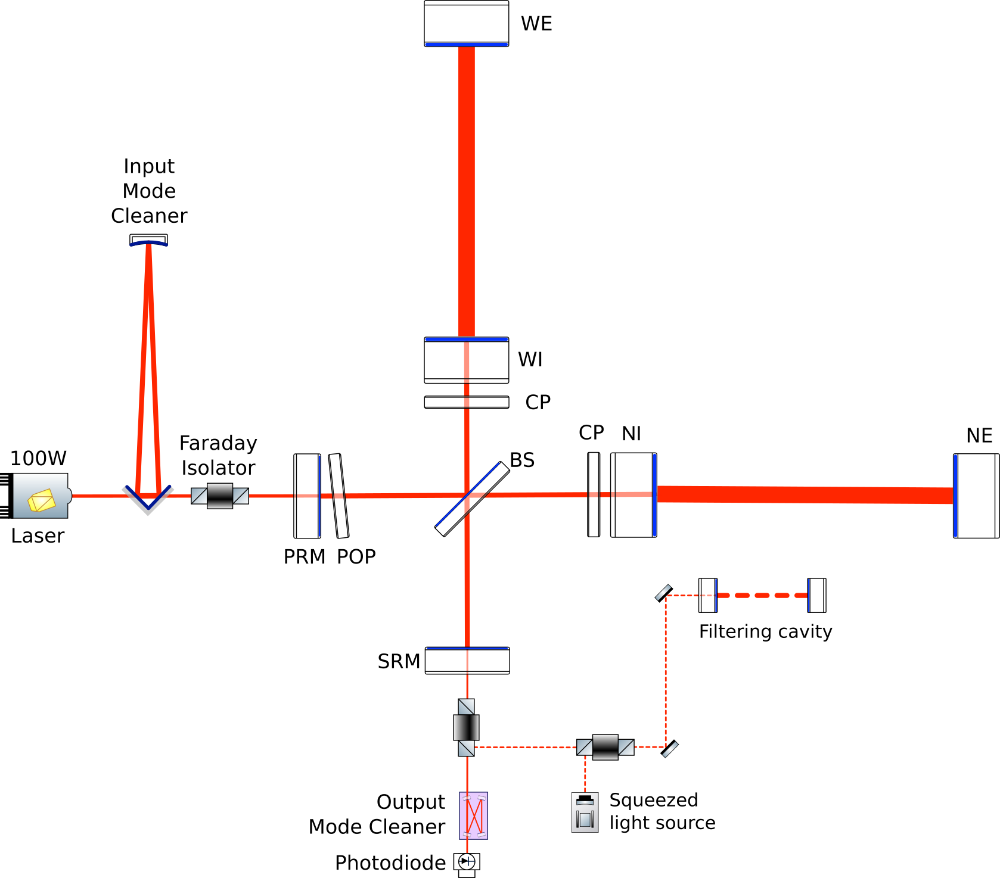 WE
Input
Mode
Cleaner
WI
CP
CP
NI
NE
Faraday
Isolator
100W
BS
Laser
PRM
POP
Filtering cavity
SRM
Output
Mode Cleaner
Squeezed
light source
Photodiode